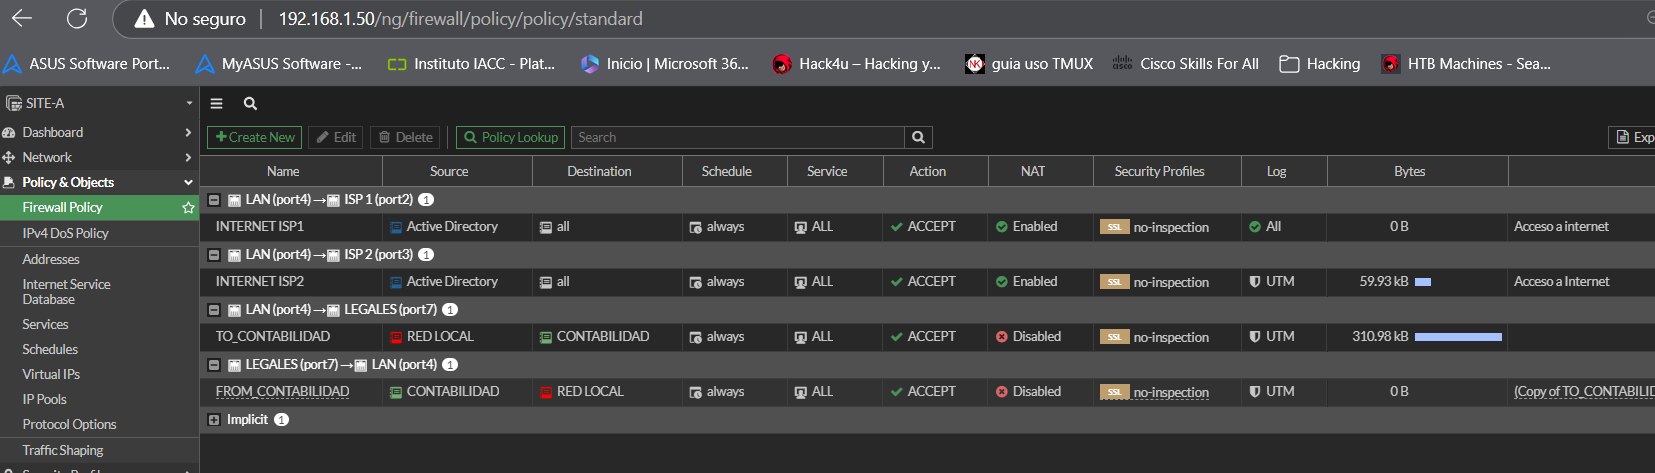 No seguro 192.168.1.50/ng/firewall/policy/policy/standard
ASUS Software Port... MyASUS Software -... Instituto IACC - Plat... Inicio | Microsoft 36... Hack4u – Hacking y... guia uso TMUX Cisco Skills For All Hacking HTB Machines - Sea...
SITE-A
Dashboard
Network
Policy & Objects
Firewall Policy
IPv4 DoS Policy
Addresses
Internet Service
Database
Services
Schedules
Virtual IPs
IP Pools
Protocol Options
Traffic Shaping
Create New Edit Delete Policy Lookup Search Exp
Name Source Destination Schedule Service Action NAT Security Profiles Log Bytes
LAN (port4) → ISP 1 (port2) 1
INTERNET ISP1 Active Directory all always ALL ACCEPT Enabled SSL no-inspection All 0 B Acceso a internet
LAN (port4) → ISP 2 (port3) 1
INTERNET ISP2 Active Directory all always ALL ACCEPT Enabled SSL no-inspection UTM 59.93 kB Acceso a Internet
LAN (port4) → LEGALES (port7) 1
TO_CONTABILIDAD RED LOCAL CONTABILIDAD always ALL ACCEPT Disabled SSL no-inspection UTM 310.98 kB
LEGALES (port7) → LAN (port4) 1
FROM_CONTABILIDAD CONTABILIDAD RED LOCAL always ALL ACCEPT Disabled SSL no-inspection UTM 0 B (Copy of TO_CONTABILID
Implicit 1